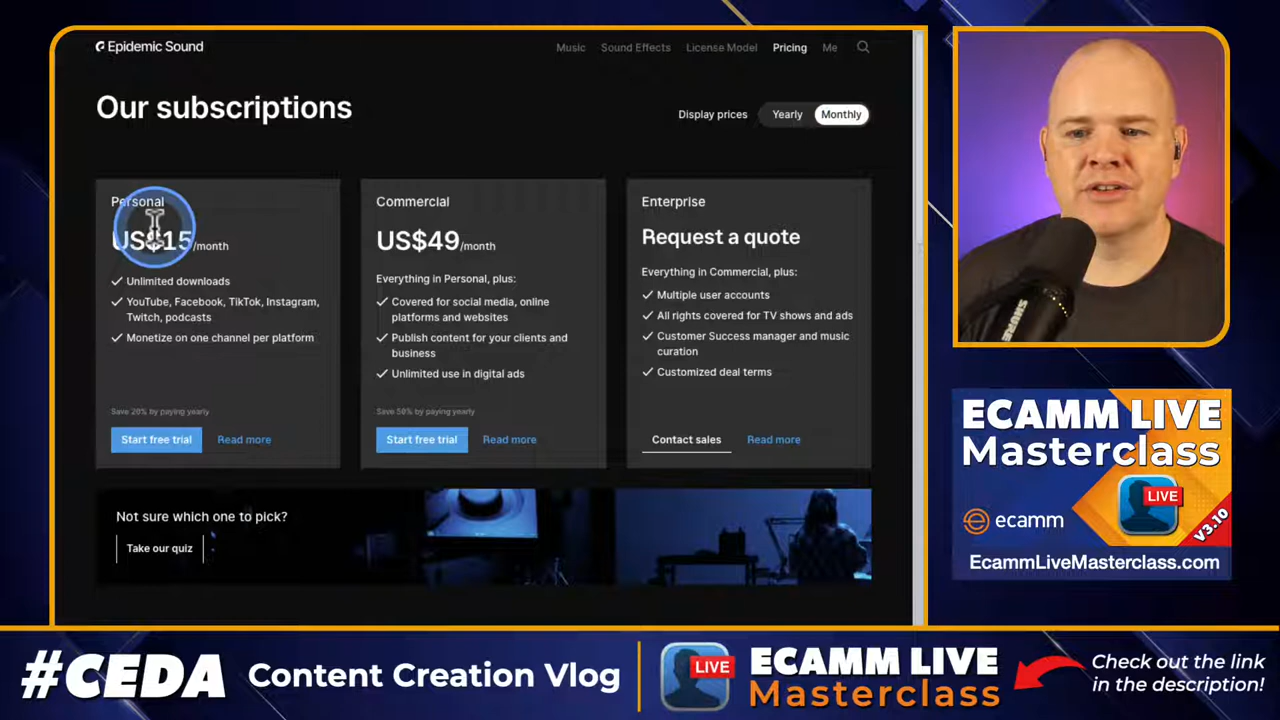 Epidemic Sound
Music Sound Effects License Model Pricing Me
Our subscriptions
Display prices Yearly Monthly
Personal
US$15/month
Unlimited downloads
YouTube, Facebook, TikTok, Instagram,
Twitch, podcasts
Monetize on one channel per platform
Save 20% by paying yearly
Start free trial Read more
Commercial
US$49/month
Everything in Personal, plus:
Covered for social media, online
platforms and websites
Publish content for your clients and
business
Unlimited use in digital ads
Save 50% by paying yearly
Start free trial Read more
Enterprise
Request a quote
Everything in Commercial, plus:
Multiple user accounts
All rights covered for TV shows and ads
Customer Success manager and music
curation
Customized deal terms
Contact sales Read more
Not sure which one to pick?
Take our quiz
SHURE
ECAMM LIVE
Masterclass
LIVE
ecamm
V3.10
EcammLiveMasterclass.com
#CEDA Content Creation Vlog
LIVE
ECAMM LIVE
Masterclass
Check out the link
in the description!